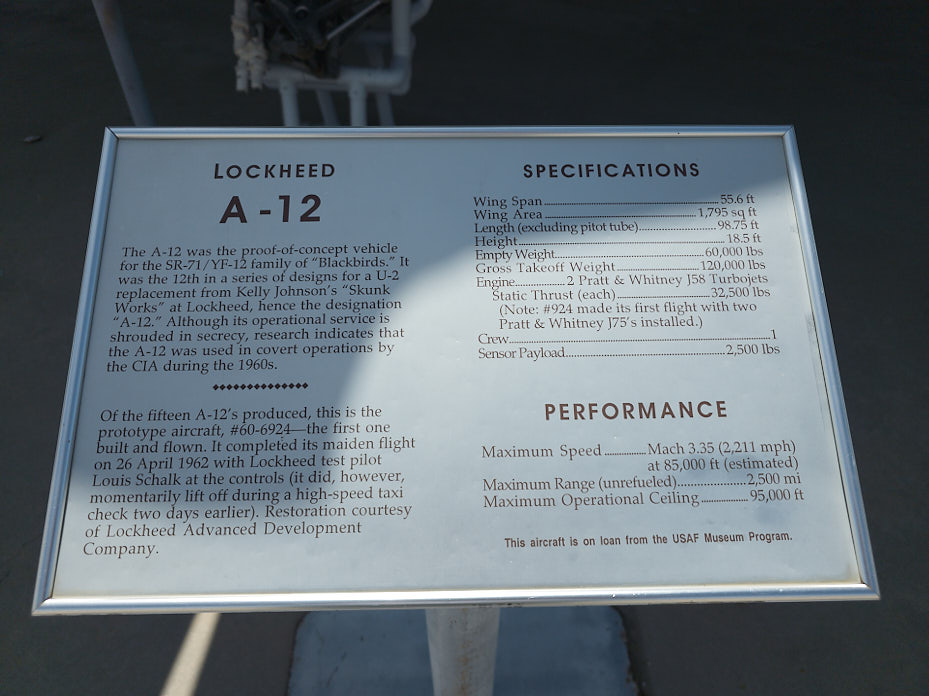 LOCKHEED
A-12
The A-12 was the proof-of-concept vehicle
for the SR-71/YF-12 family of “Blackbirds.” It
was the 12th in a series of designs for a U-2
replacement from Kelly Johnson’s “Skunk
Works” at Lockheed, hence the designation
“A-12.” Although its operational service is
shrouded in secrecy, research indicates that
the A-12 was used in covert operations by
the CIA during the 1960s.
Of the fifteen A-12’s produced, this is the
prototype aircraft, #60-6924—the first one
built and flown. It completed its maiden flight
on 26 April 1962 with Lockheed test pilot
Louis Schalk at the controls (it did, however,
momentarily lift off during a high-speed taxi
check two days earlier). Restoration courtesy
of Lockheed Advanced Development
Company.
SPECIFICATIONS
Wing Span 55.6 ft
Wing Area 1,795 sq ft
Length (excluding pitot tube) 98.75 ft
Height 18.5 ft
Empty Weight 60,000 lbs
Gross Takeoff Weight 120,000 lbs
Engine 2 Pratt & Whitney J58 Turbojets
Static Thrust (each) 32,500 lbs
(Note: #924 made its first flight with two
Pratt & Whitney J75’s installed.)
Crew 1
Sensor Payload 2,500 lbs
PERFORMANCE
Maximum Speed Mach 3.35 (2,211 mph)
at 85,000 ft (estimated)
Maximum Range (unrefueled) 2,500 mi
Maximum Operational Ceiling 95,000 ft
This aircraft is on loan from the USAF Museum Program.